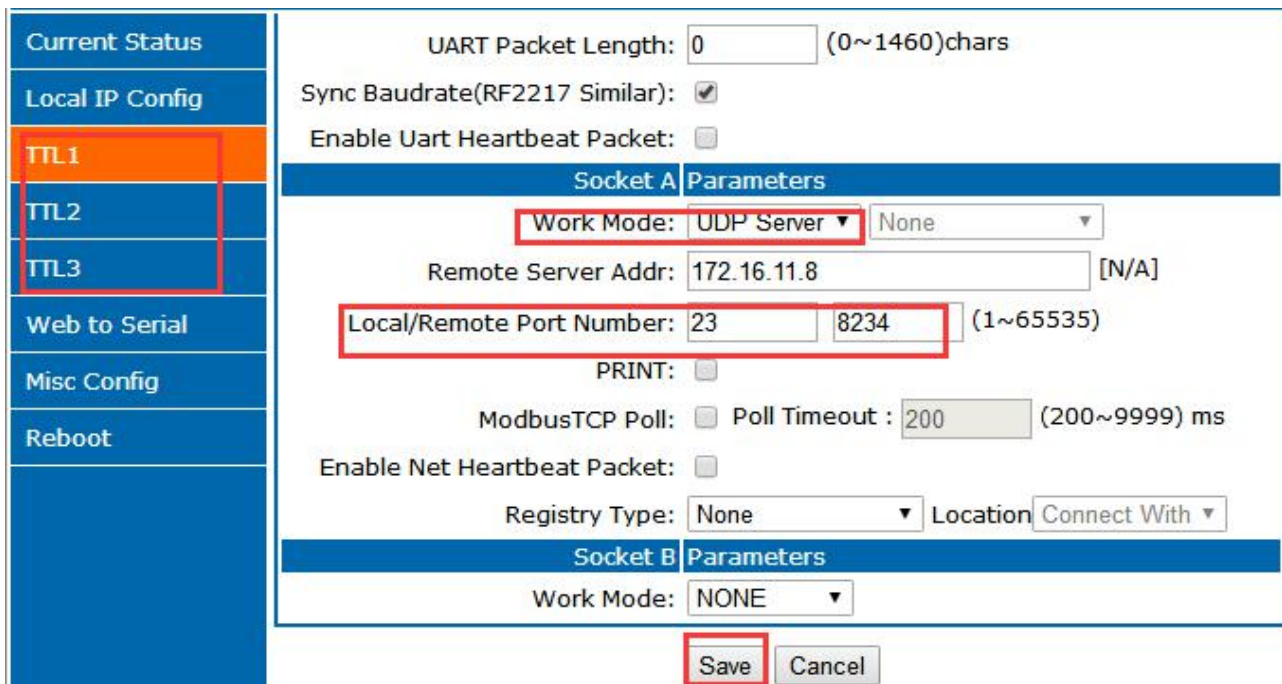 Current Status
Local IP Config
TTL1
TTL2
TTL3
Web to Serial
Misc Config
Reboot
UART Packet Length: 0 (0~1460)chars
Sync Baudrate(RF2217 Similar):
Enable Uart Heartbeat Packet:
Socket A Parameters
Work Mode: UDP Server None
Remote Server Addr: 172.16.11.8 [N/A]
Local/Remote Port Number: 23 8234 (1~65535)
PRINT:
ModbusTCP Poll: Poll Timeout : 200 (200~9999) ms
Enable Net Heartbeat Packet:
Registry Type: None Location Connect With
Socket B Parameters
Work Mode: NONE
Save Cancel